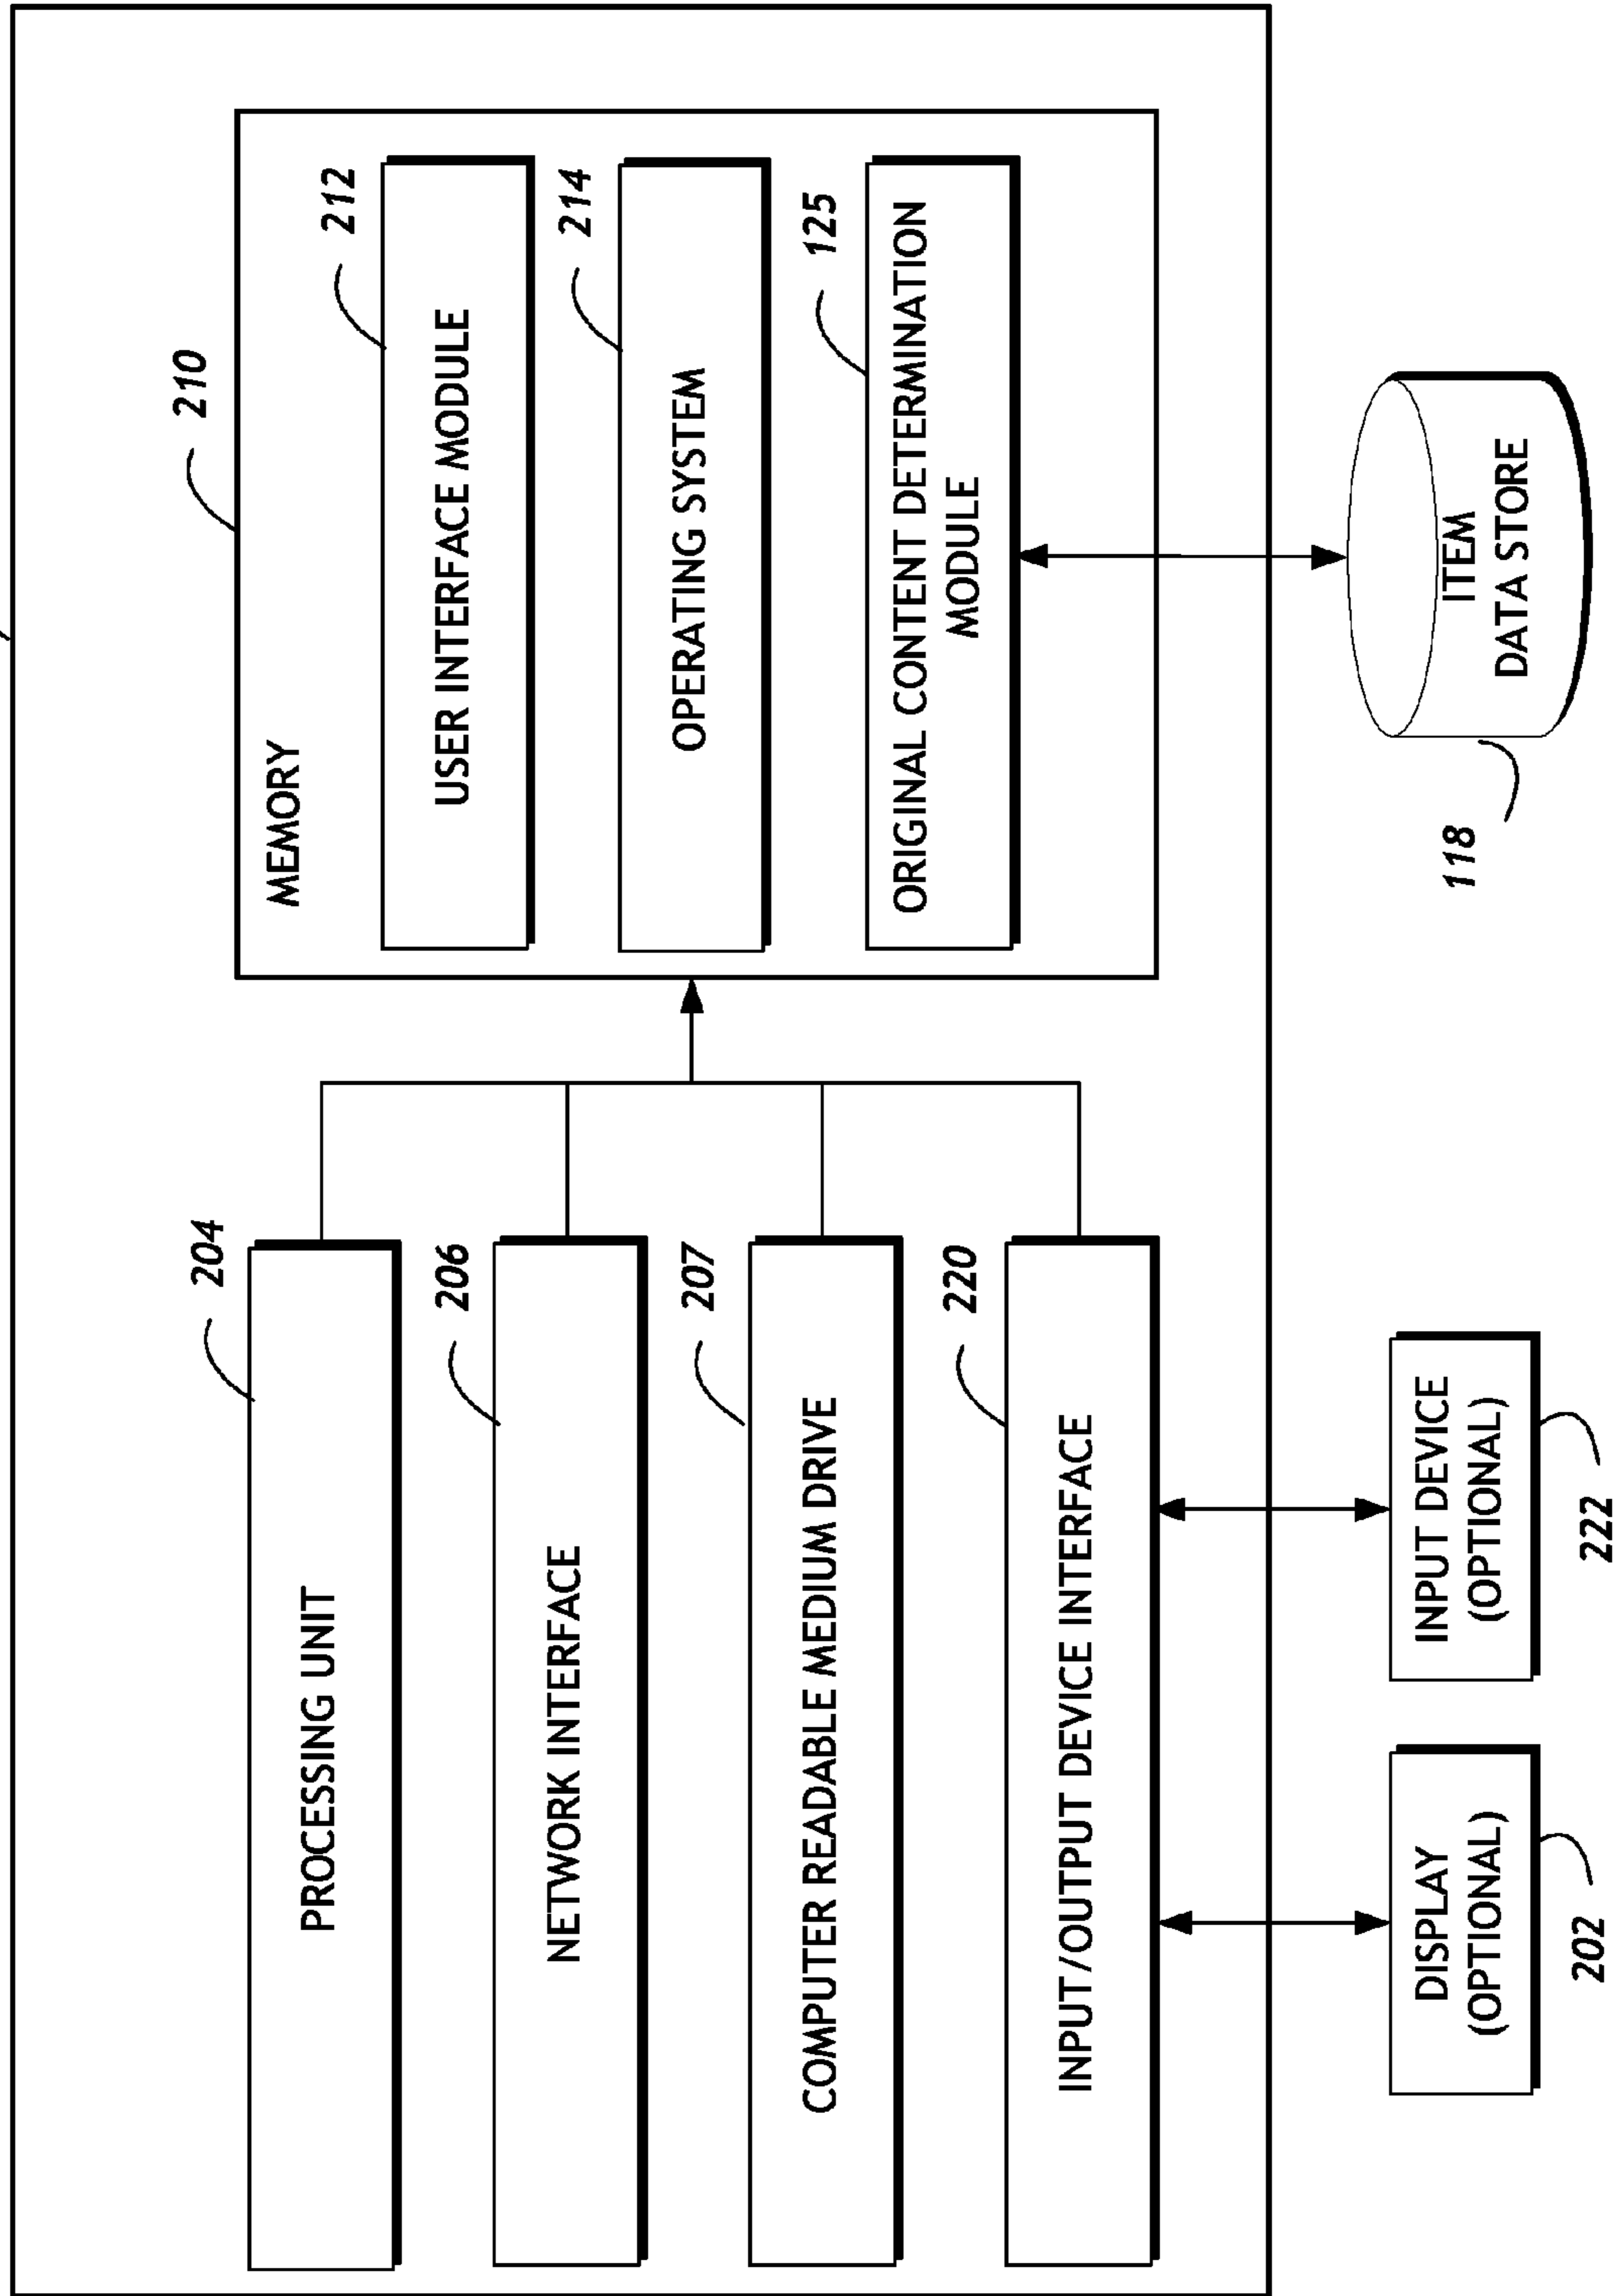 204
PROCESSING UNIT
206
NETWORK INTERFACE
207
COMPUTER READABLE MEDIUM DRIVE
220
INPUT/OUTPUT DEVICE INTERFACE
DISPLAY
(OPTIONAL)
202
INPUT DEVICE
(OPTIONAL)
222
210
MEMORY
212
USER INTERFACE MODULE
214
OPERATING SYSTEM
125
ORIGINAL CONTENT DETERMINATION
MODULE
ITEM
DATA STORE
118